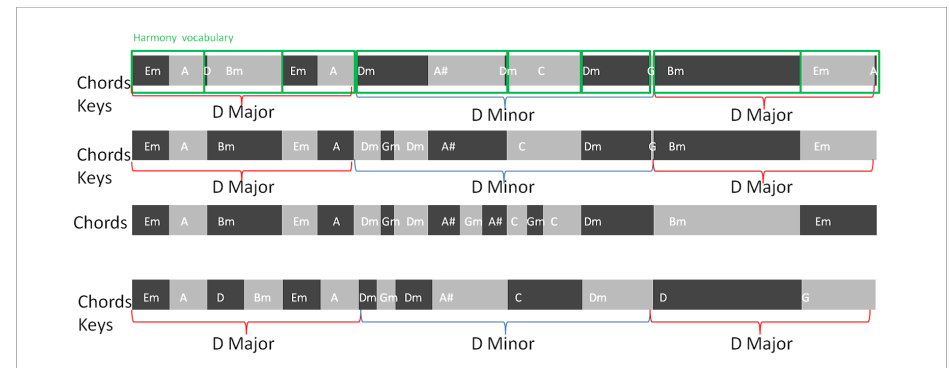 Harmony vocabulary
Em A D Bm Em A Dm A# Dm C Dm G Bm Em A
Chords
Keys
D Major D Minor D Major
Em A Bm Em A Dm Gm Dm A# C Dm G Bm Em
Chords
Keys
D Major D Minor D Major
Chords Em A Bm Em A Dm Gm Dm A# Gm A# C Gm C Dm Bm Em
Em A D Bm Em A Dm Gm Dm A# C Dm D G
Chords
Keys
D Major D Minor D Major